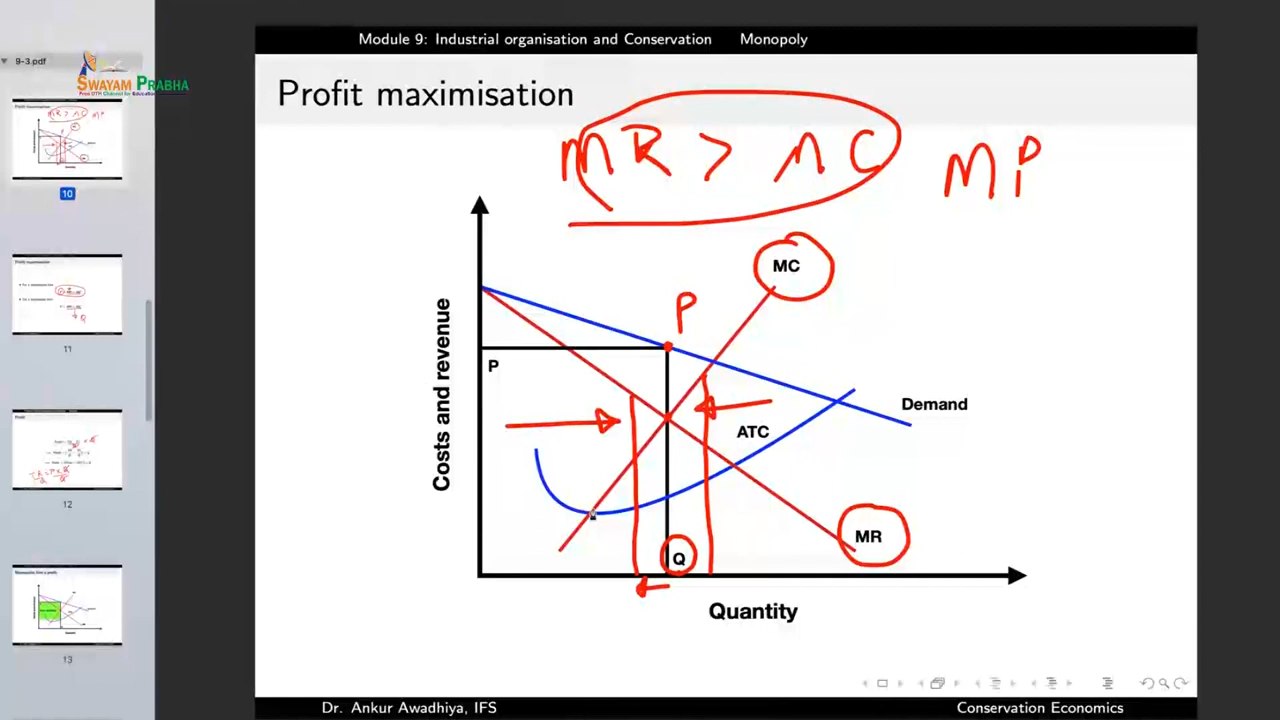 9-3.pdf
SWAYAM PRABHA
Module 9: Industrial organisation and Conservation Monopoly
Profit maximisation
MR > MC MP
MC
P
P
Costs and revenue
Demand
ATC
MR
Q
Quantity
10
11
12
13
Dr. Ankur Awadhiya, IFS Conservation Economics